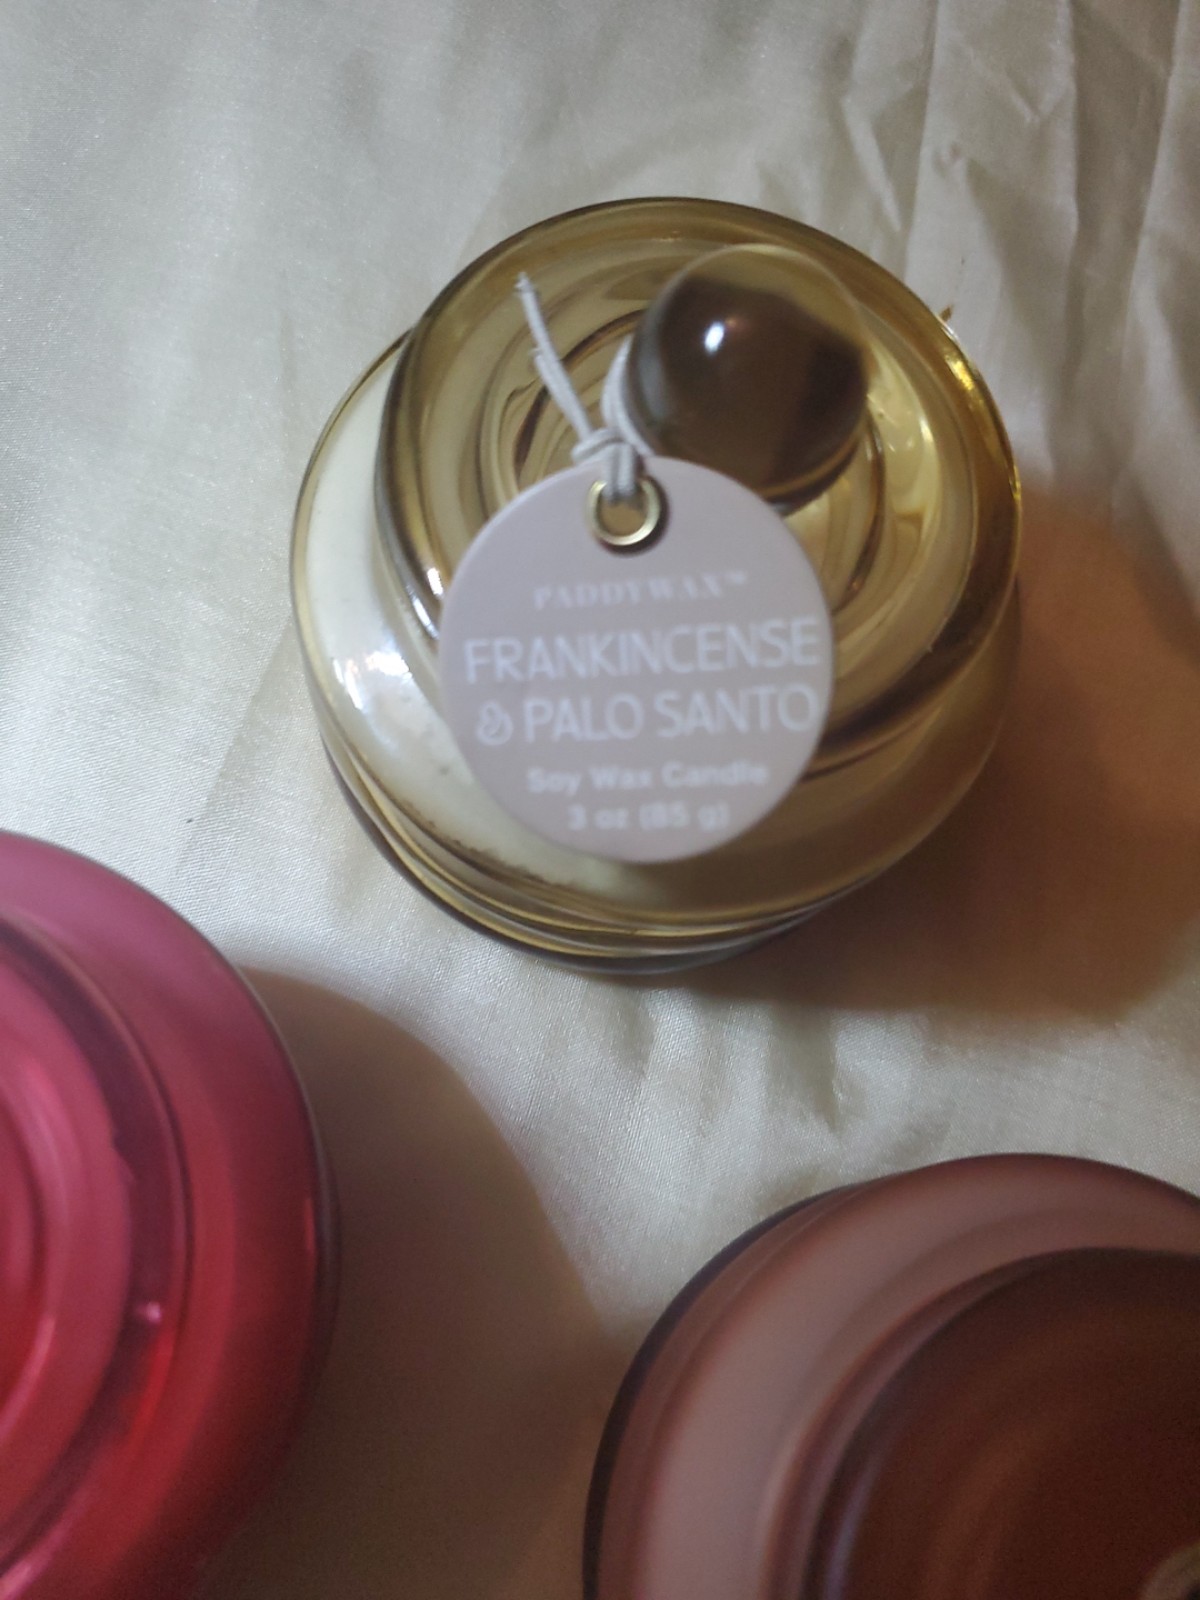 PADDYWAX™
FRANKINCENSE
& PALO SANTO
Soy Wax Candle
3 oz (85 g)